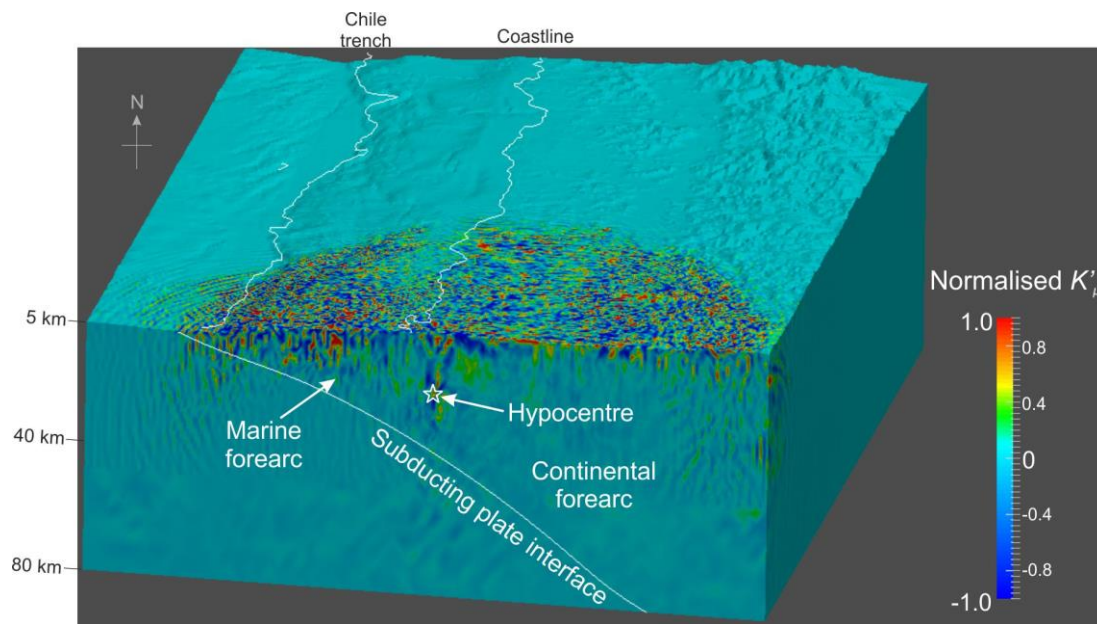 Chile
trench
Coastline
N
5 km
Normalised K'
1.0
0.8
0.4
0
-0.4
-0.8
-1.0
Hypocentre
Marine
forearc
40 km
Continental
forearc
Subducting plate interface
80 km